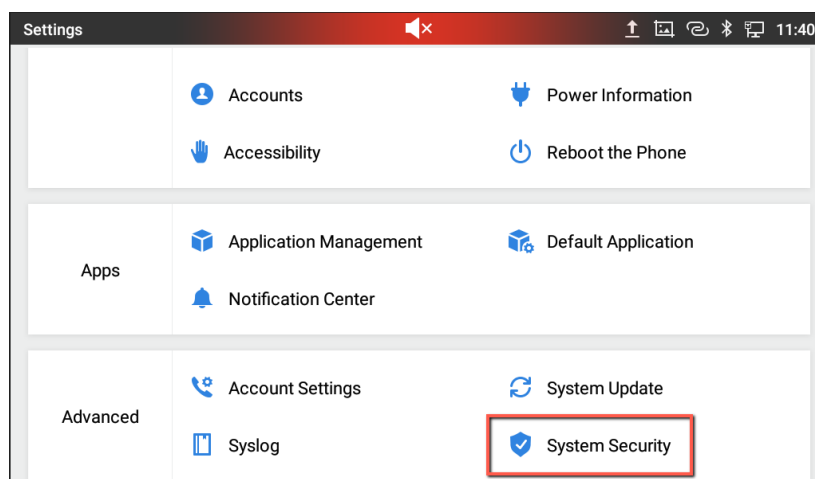 Settings 11:40
Accounts Power Information
Accessibility Reboot the Phone
Apps
Application Management Default Application
Notification Center
Advanced
Account Settings System Update
Syslog System Security